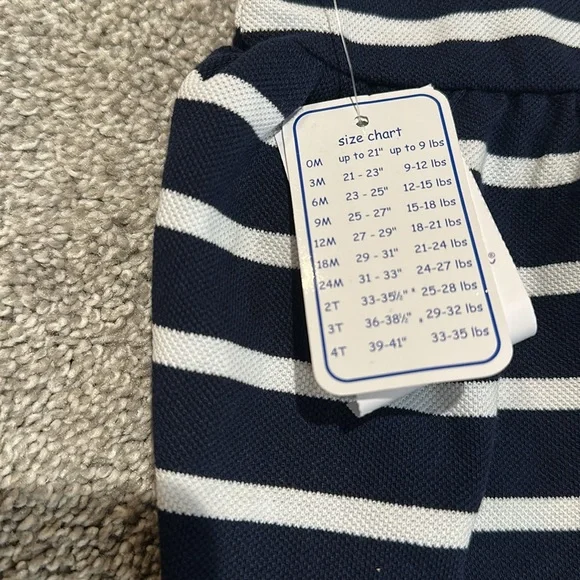 size chart
0M up to 21" up to 9 lbs
3M 21 - 23" 9-12 lbs
6M 23 - 25" 12-15 lbs
9M 25 - 27" 15-18 lbs
12M 27 - 29" 18-21 lbs
18M 29 - 31" 21-24 lbs
24M 31 - 33" 24-27 lbs
2T 33-35½" 25-28 lbs
3T 36-38½" 29-32 lbs
4T 39-41" 33-35 lbs
®